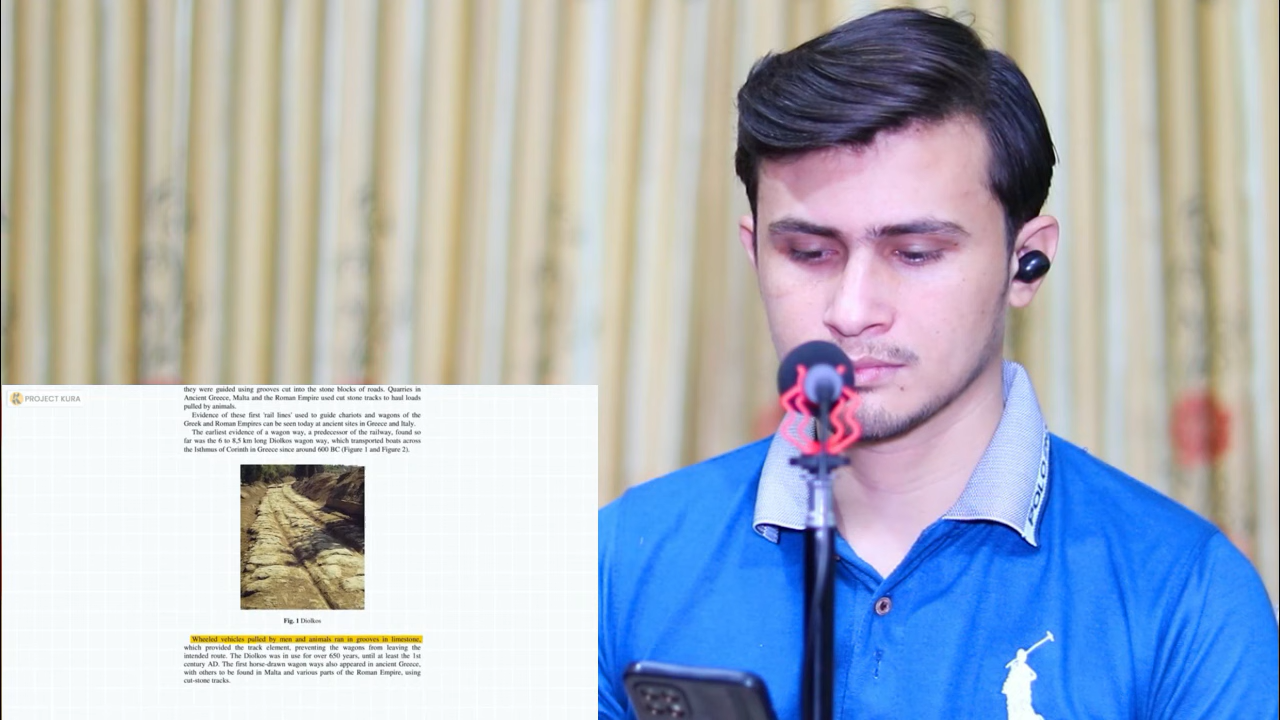 PROJECT KURA
they were guided using grooves cut into the stone blocks of roads. Quarries in
Ancient Greece, Malta and the Roman Empire used cut stone tracks to haul loads
pulled by animals.
Evidence of these first 'rail lines' used to guide chariots and wagons of the
Greek and Roman Empires can be seen today at ancient sites in Greece and Italy.
The earliest evidence of a wagon way, a predecessor of the railway, found so
far was the 6 to 8,5 km long Diolkos wagon way, which transported boats across
the Isthmus of Corinth in Greece since around 600 BC (Figure 1 and Figure 2).
Fig. 1 Diolkos
Wheeled vehicles pulled by men and animals ran in grooves in limestone,
which provided the track element, preventing the wagons from leaving the
intended route. The Diolkos was in use for over 650 years, until at least the 1st
century AD. The first horse-drawn wagon ways also appeared in ancient Greece,
with others to be found in Malta and various parts of the Roman Empire, using
cut-stone tracks.
POLO